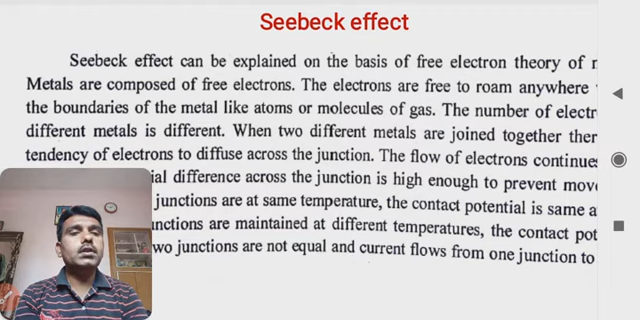 Seebeck effect
Seebeck effect can be explained on the basis of free electron theory of
Metals are composed of free electrons. The electrons are free to roam anywhere
the boundaries of the metal like atoms or molecules of gas. The number of
different metals is different. When two different metals are joined together
tendency of electrons to diffuse across the junction. The flow of electrons
difference across the junction is high enough to prevent
junctions are at same temperature, the contact potential is same
are maintained at different temperatures, the contact
two junctions are not equal and current flows from one junction to